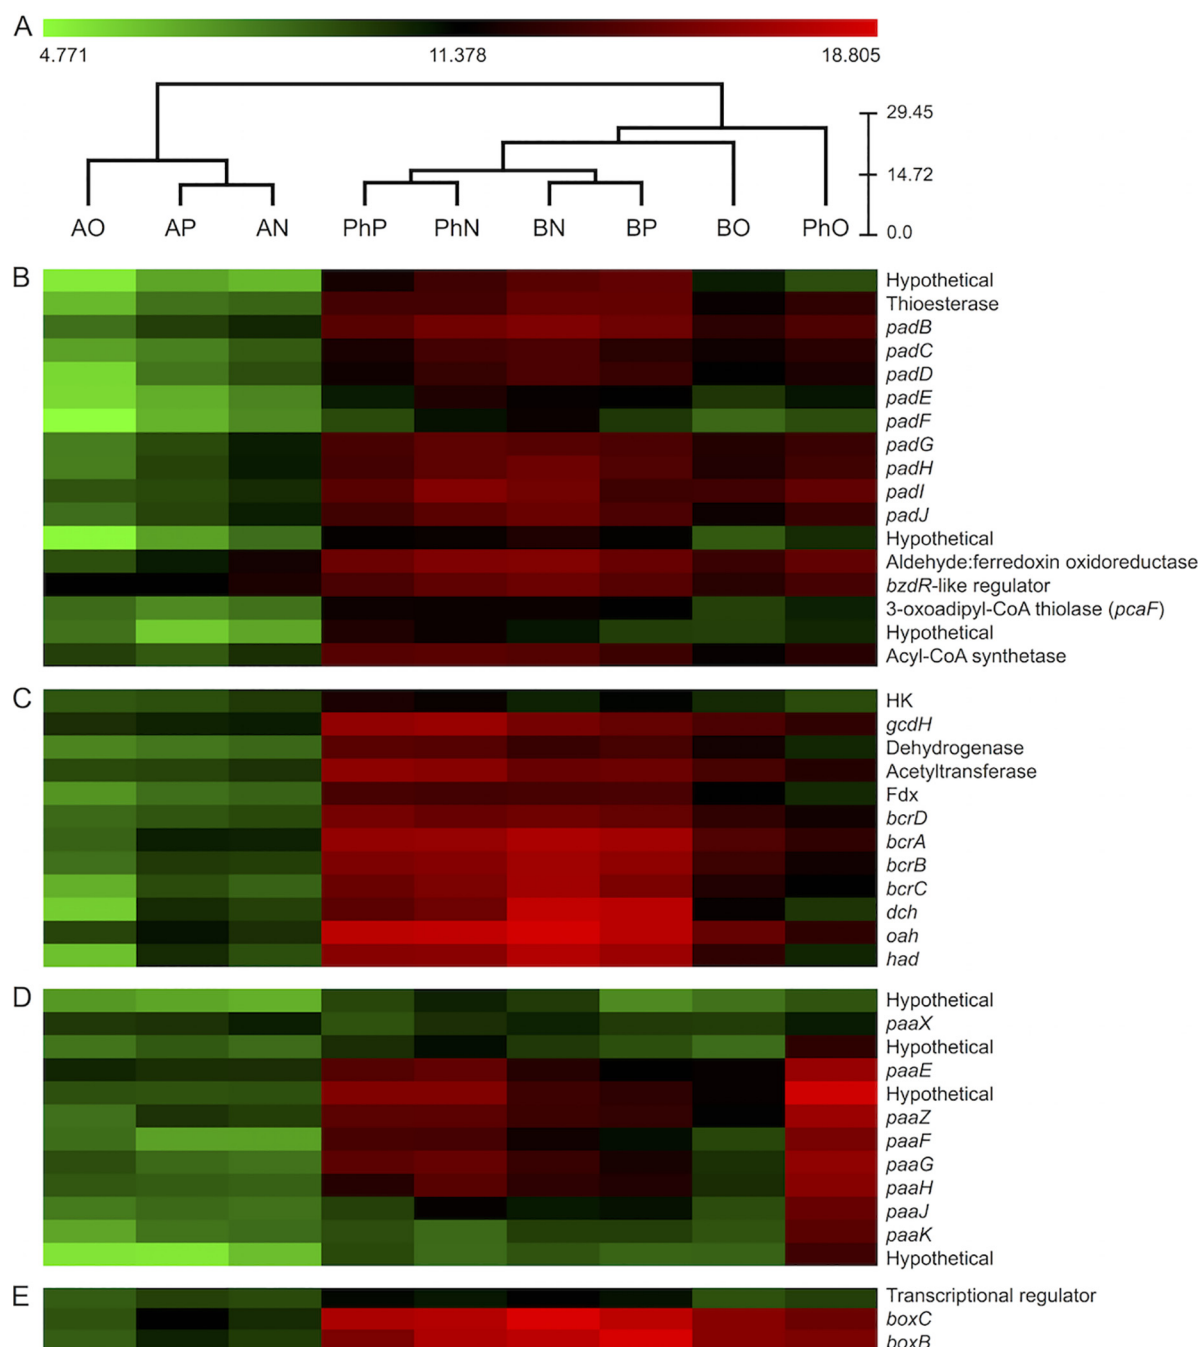 A
4.771 11.378 18.805
29.45
14.72
0.0
AO AP AN PhP PhN BN BP BO PhO
B
Hypothetical
Thioesterase
padB
padC
padD
padE
padF
padG
padH
padI
padJ
Hypothetical
Aldehyde:ferredoxin oxidoreductase
bzdR-like regulator
3-oxoadipyl-CoA thiolase (pcaF)
Hypothetical
Acyl-CoA synthetase
C
HK
gcdH
Dehydrogenase
Acetyltransferase
Fdx
bcrD
bcrA
bcrB
bcrC
dch
oah
had
D
Hypothetical
paaX
Hypothetical
paaE
Hypothetical
paaZ
paaF
paaG
paaH
paaJ
paaK
Hypothetical
E
Transcriptional regulator
boxC
boxB